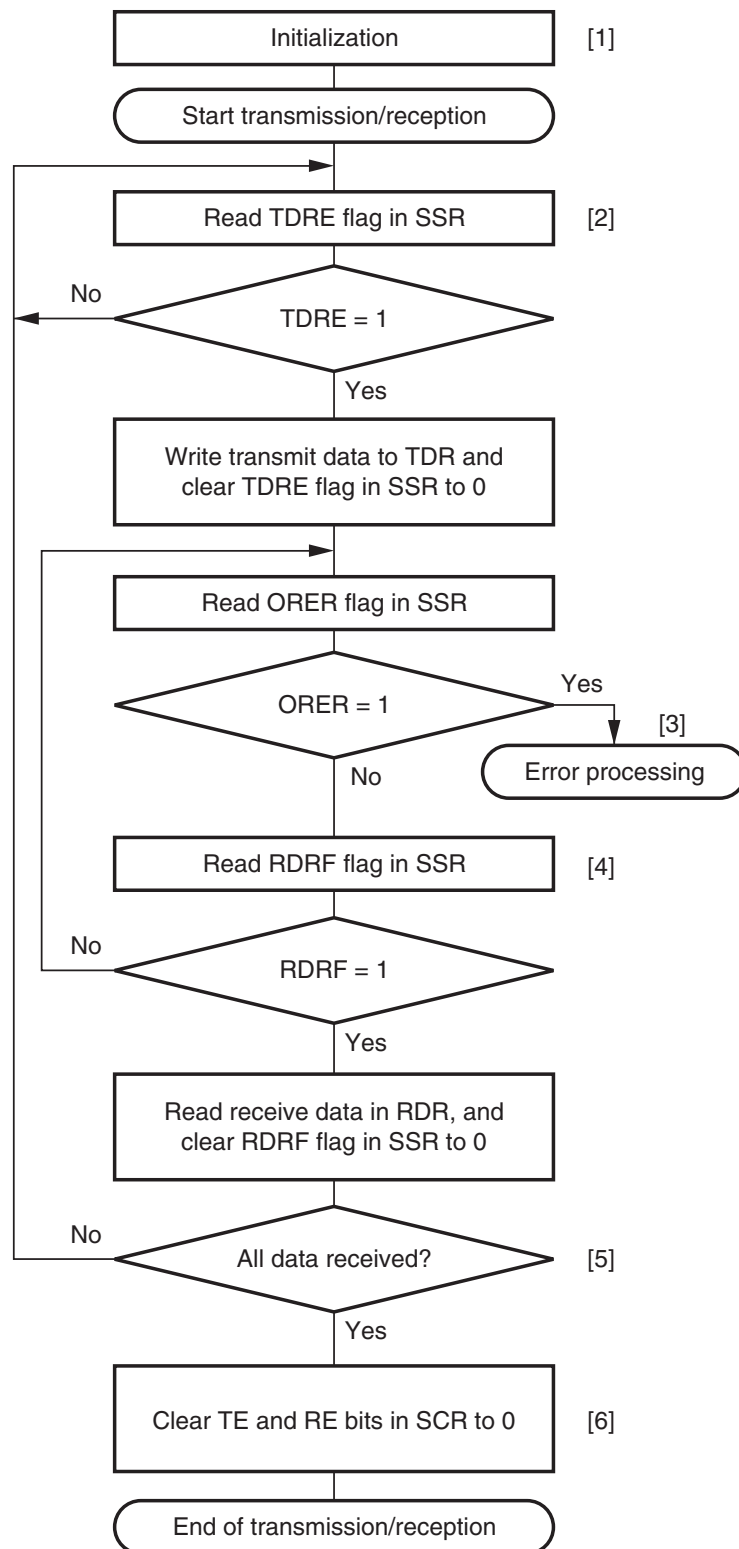 Initialization [1]
Start transmission/reception
Read TDRE flag in SSR [2]
No
TDRE = 1
Yes
Write transmit data to TDR and
clear TDRE flag in SSR to 0
Read ORER flag in SSR
Yes
ORER = 1
[3]
No
Error processing
Read RDRF flag in SSR [4]
No
RDRF = 1
Yes
Read receive data in RDR, and
clear RDRF flag in SSR to 0
No
All data received? [5]
Yes
Clear TE and RE bits in SCR to 0 [6]
End of transmission/reception